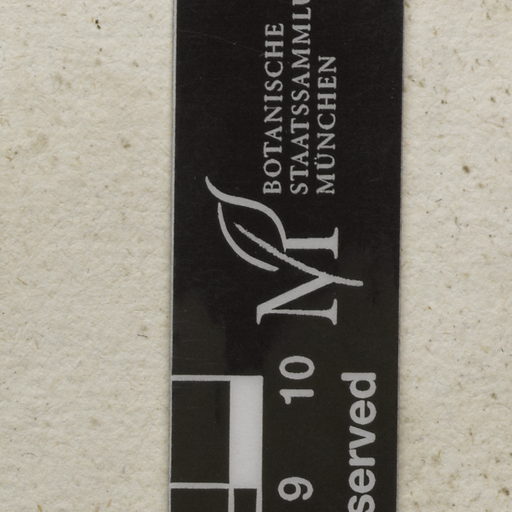 BOTANISCHE
STAATSSAMMLU
MÜNCHEN
M
9 10
served